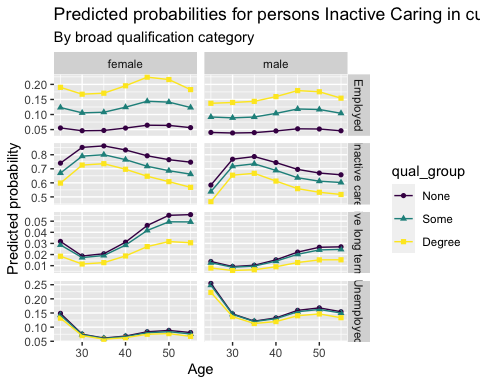 Predicted probabilities for persons Inactive Caring in cu
By broad qualification category
female
male
0.20
0.15
0.10
0.05
Employed
0.8
0.7
0.6
0.5
nactive care
0.05
0.04
0.03
0.02
0.01
ve long term
0.25
0.20
0.15
0.10
0.05
Unemployed
30
40
50
30
40
50
Predicted probability
Age
qual_group
None
Some
Degree